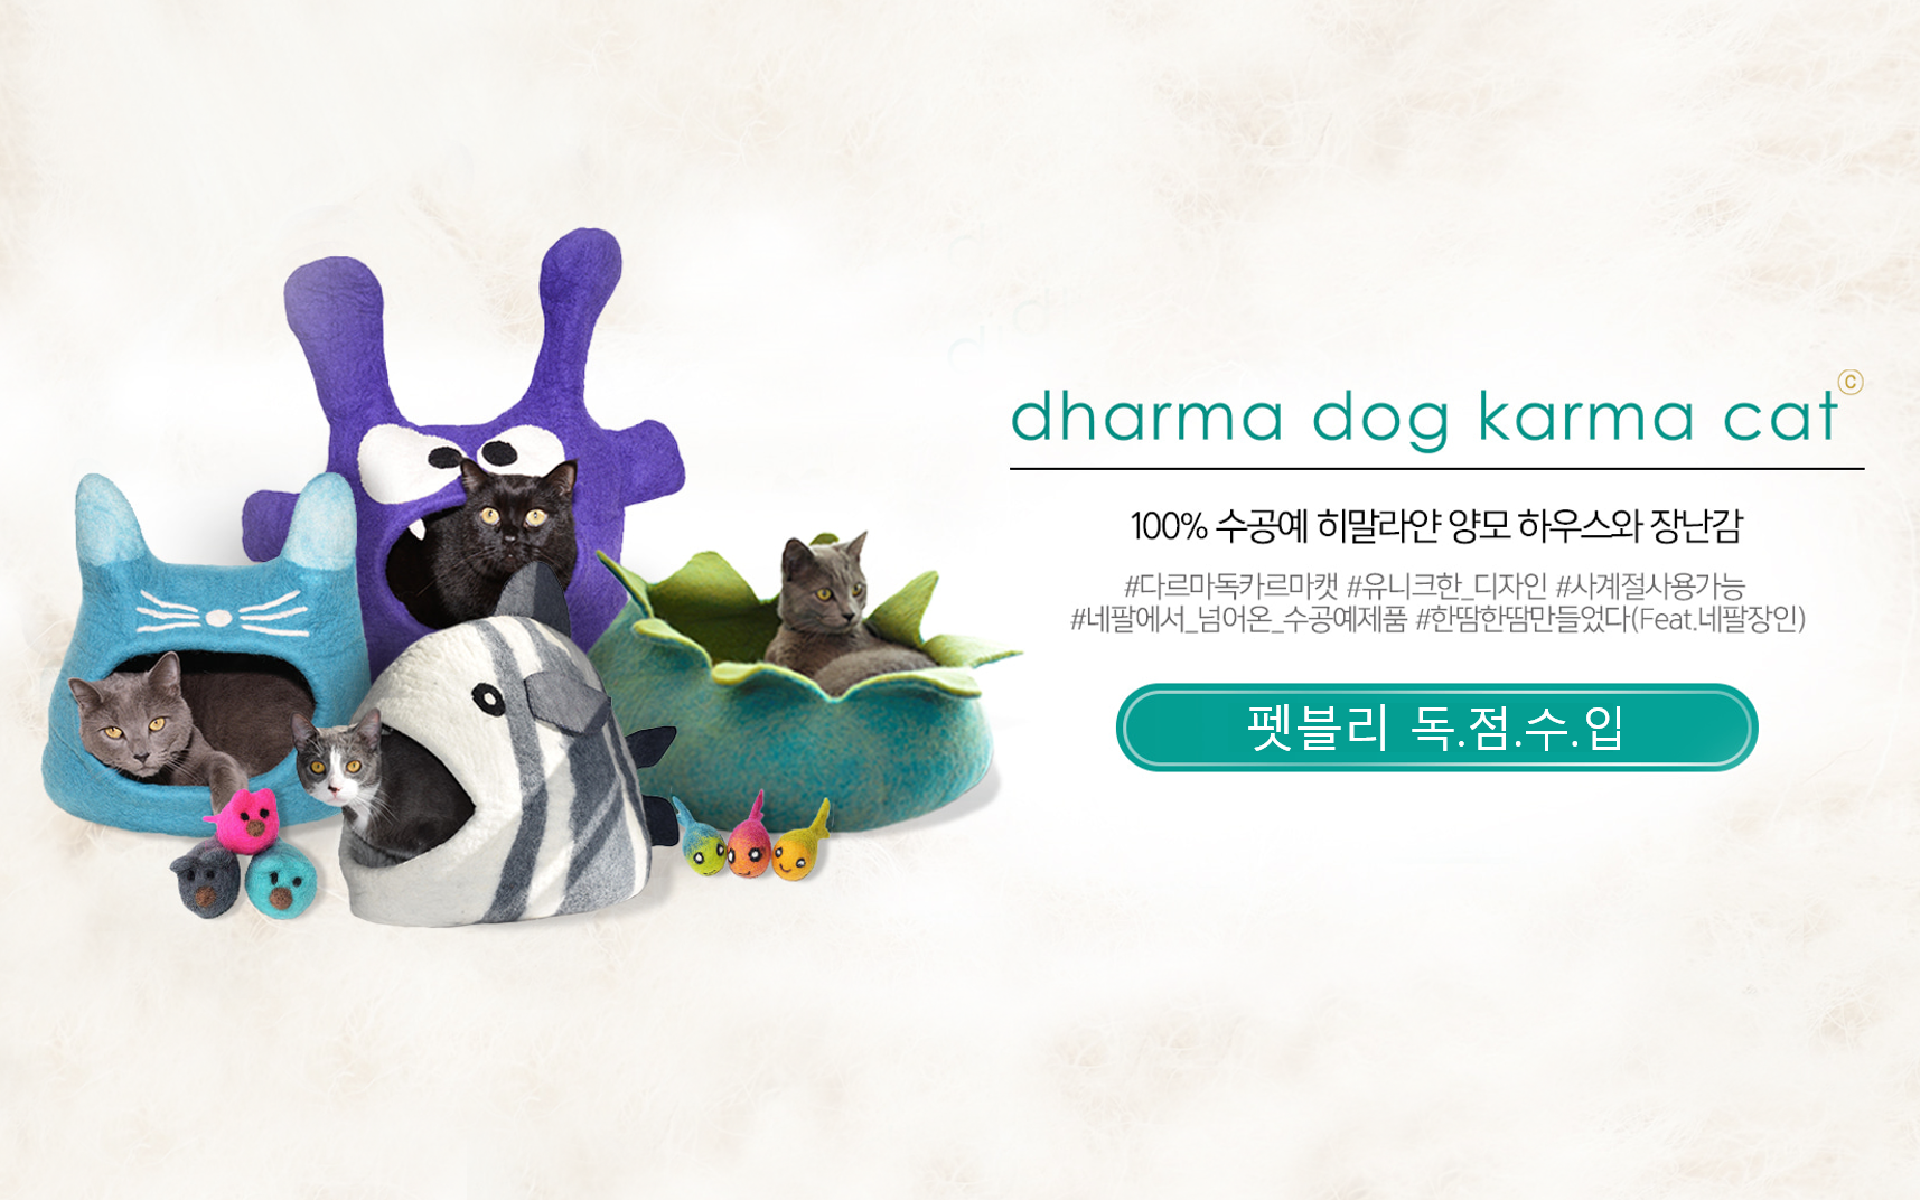 dharma dog karma cat ©
100% 수공예 히말라얀 양모 하우스와 장난감
#다르마독카르마캣 #유니크한_디자인 #사계절사용가능
#네팔에서_넘어온_수공예제품 #한땀한땀만들었다(Feat.네팔장인)
펫블리 독.점.수.입